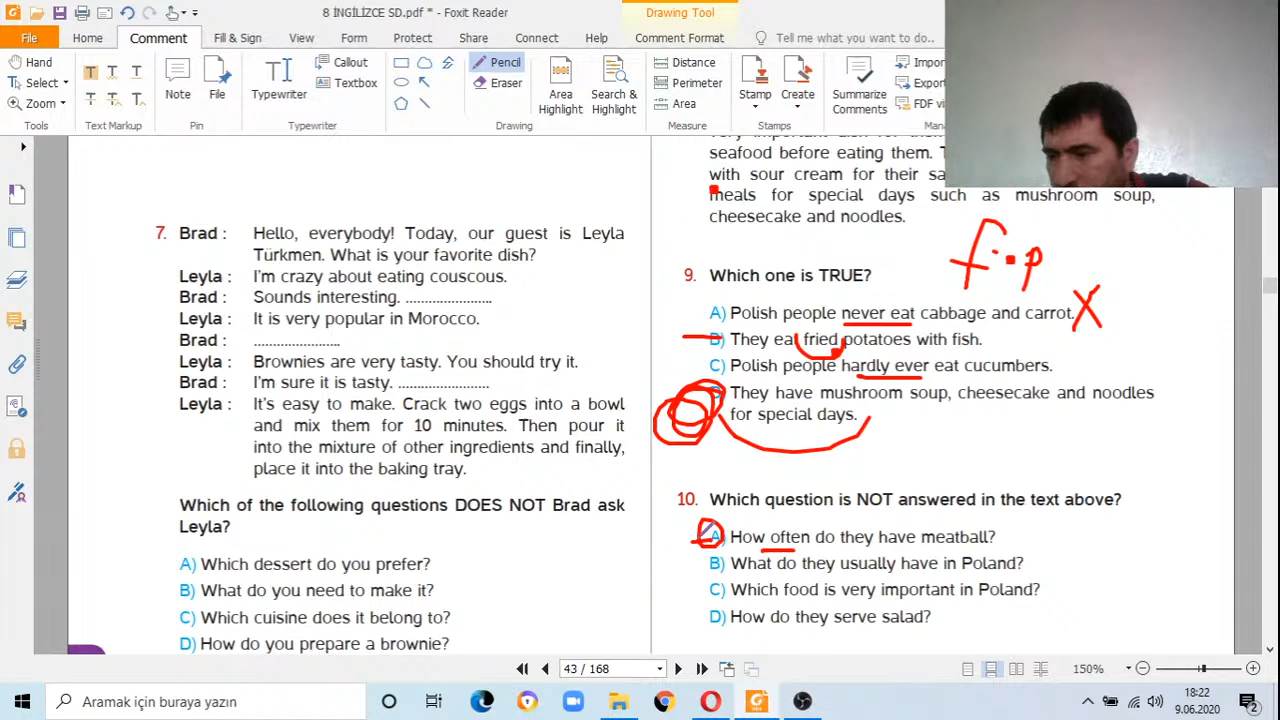 8 İNGİLİZCE SD.pdf * - Foxit Reader
Drawing Tool
File Home Comment Fill & Sign View Form Protect Share Connect Help Comment Format Tell me what you want to do..
Hand
Select
Zoom
Tools
Text Markup
Note
File
Pin
Typewriter
Callout
Textbox
Typewriter
Pencil
Eraser
Area Highlight
Search & Highlight
Drawing
Distance
Perimeter
Area
Measure
Stamp
Create
Stamps
Summarize Comments
Impor
Export
FDF vi
Man
7. Brad : Hello, everybody! Today, our guest is Leyla
Türkmen. What is your favorite dish?
Leyla : I'm crazy about eating couscous.
Brad : Sounds interesting. ......................
Leyla : It is very popular in Morocco.
Brad : ......................
Leyla : Brownies are very tasty. You should try it.
Brad : I'm sure it is tasty. .......................
Leyla : It's easy to make. Crack two eggs into a bowl
and mix them for 10 minutes. Then pour it
into the mixture of other ingredients and finally,
place it into the baking tray.
Which of the following questions DOES NOT Brad ask
Leyla?
A) Which dessert do you prefer?
B) What do you need to make it?
C) Which cuisine does it belong to?
D) How do you prepare a brownie?
very important dish for
seafood before eating them.
with sour cream for their
meals for special days such as mushroom soup,
cheesecake and noodles.
9. Which one is TRUE?
A) Polish people never eat cabbage and carrot.
B) They eat fried potatoes with fish.
C) Polish people hardly ever eat cucumbers.
They have mushroom soup, cheesecake and noodles
for special days.
10. Which question is NOT answered in the text above?
A) How often do they have meatball?
B) What do they usually have in Poland?
C) Which food is very important in Poland?
D) How do they serve salad?
43 / 168
150%
Aramak için buraya yazın
18:22
9.06.2020
2